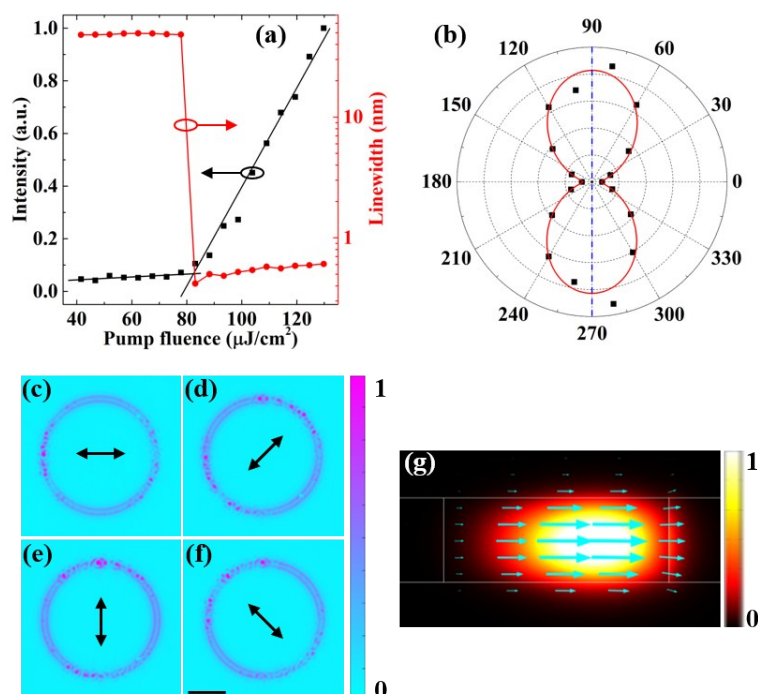 (a)
1.0
0.8
0.6
0.4
0.2
0.0
Intensity (a.u.)
10
1
Linewidth (nm)
40 60 80 100 120
Pump fluence (μJ/cm²)
(b)
90
120 60
150 30
180 0
210 330
240 300
270
(c) (d) 1
(e) (f) 0
(g) 1
0